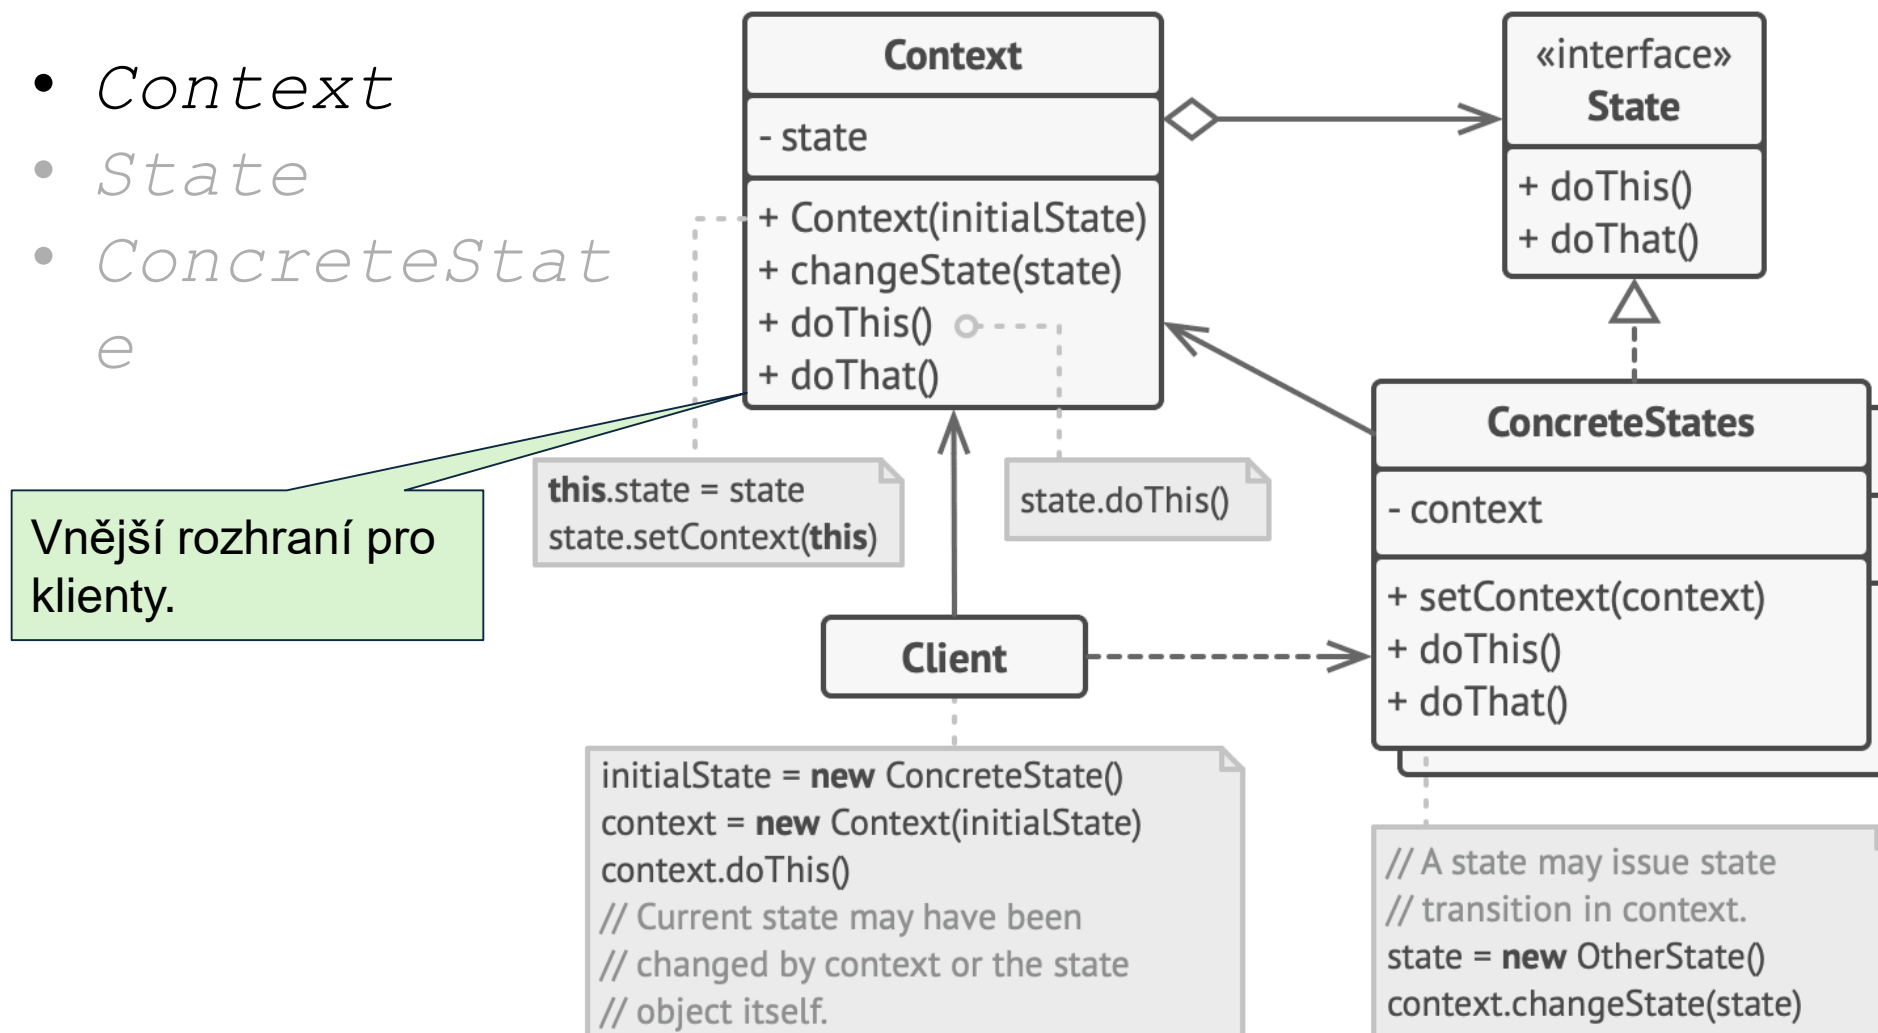 • Context
• State
• ConcreteStat
e
Vnější rozhraní pro
klienty.
Context
- state
+ Context(initialState)
+ changeState(state)
+ doThis()
+ doThat()
«interface»
State
+ doThis()
+ doThat()
this.state = state
state.setContext(this)
state.doThis()
ConcreteStates
- context
+ setContext(context)
+ doThis()
+ doThat()
Client
initialState = new ConcreteState()
context = new Context(initialState)
context.doThis()
// Current state may have been
// changed by context or the state
// object itself.
// A state may issue state
// transition in context.
state = new OtherState()
context.changeState(state)